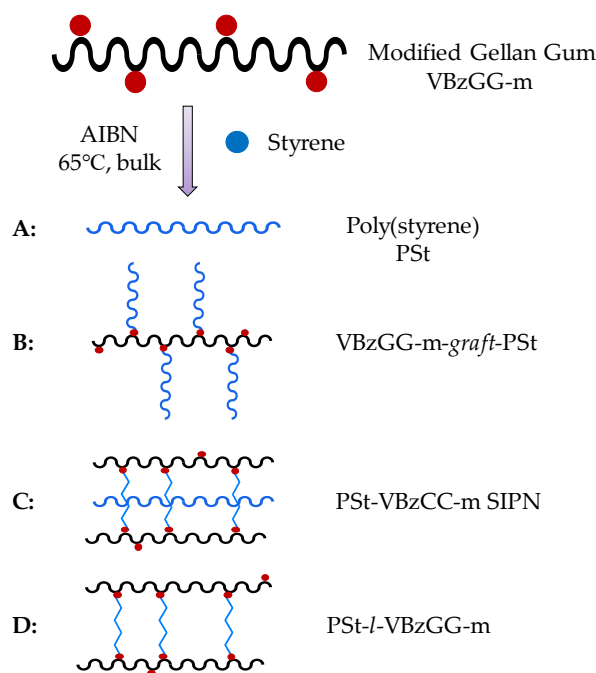 Modified Gellan Gum
VBzGG-m
AIBN
65°C, bulk
Styrene
A:
Poly(styrene)
PSt
B:
VBzGG-m-graft-PSt
C:
PSt-VBzCC-m SIPN
D:
PSt-l-VBzGG-m